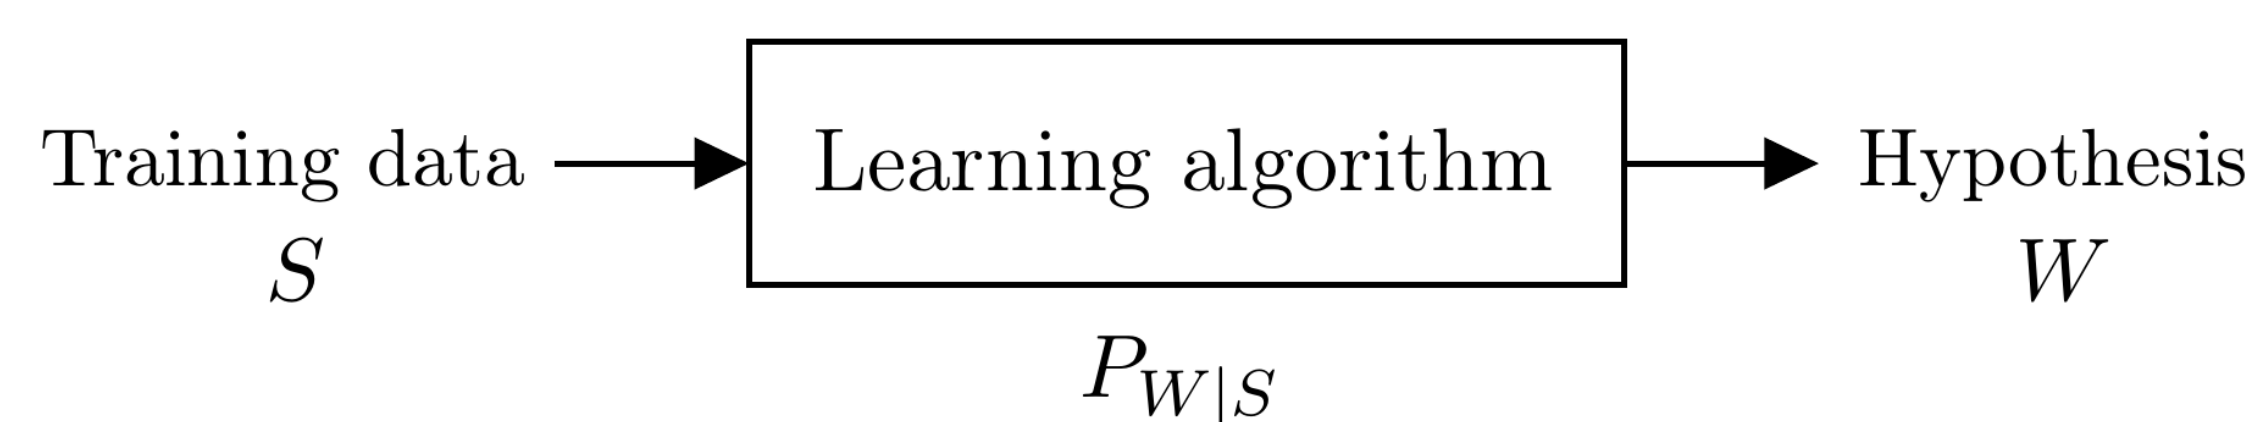 Training data
S
Learning algorithm
P_{W|S}
Hypothesis
W